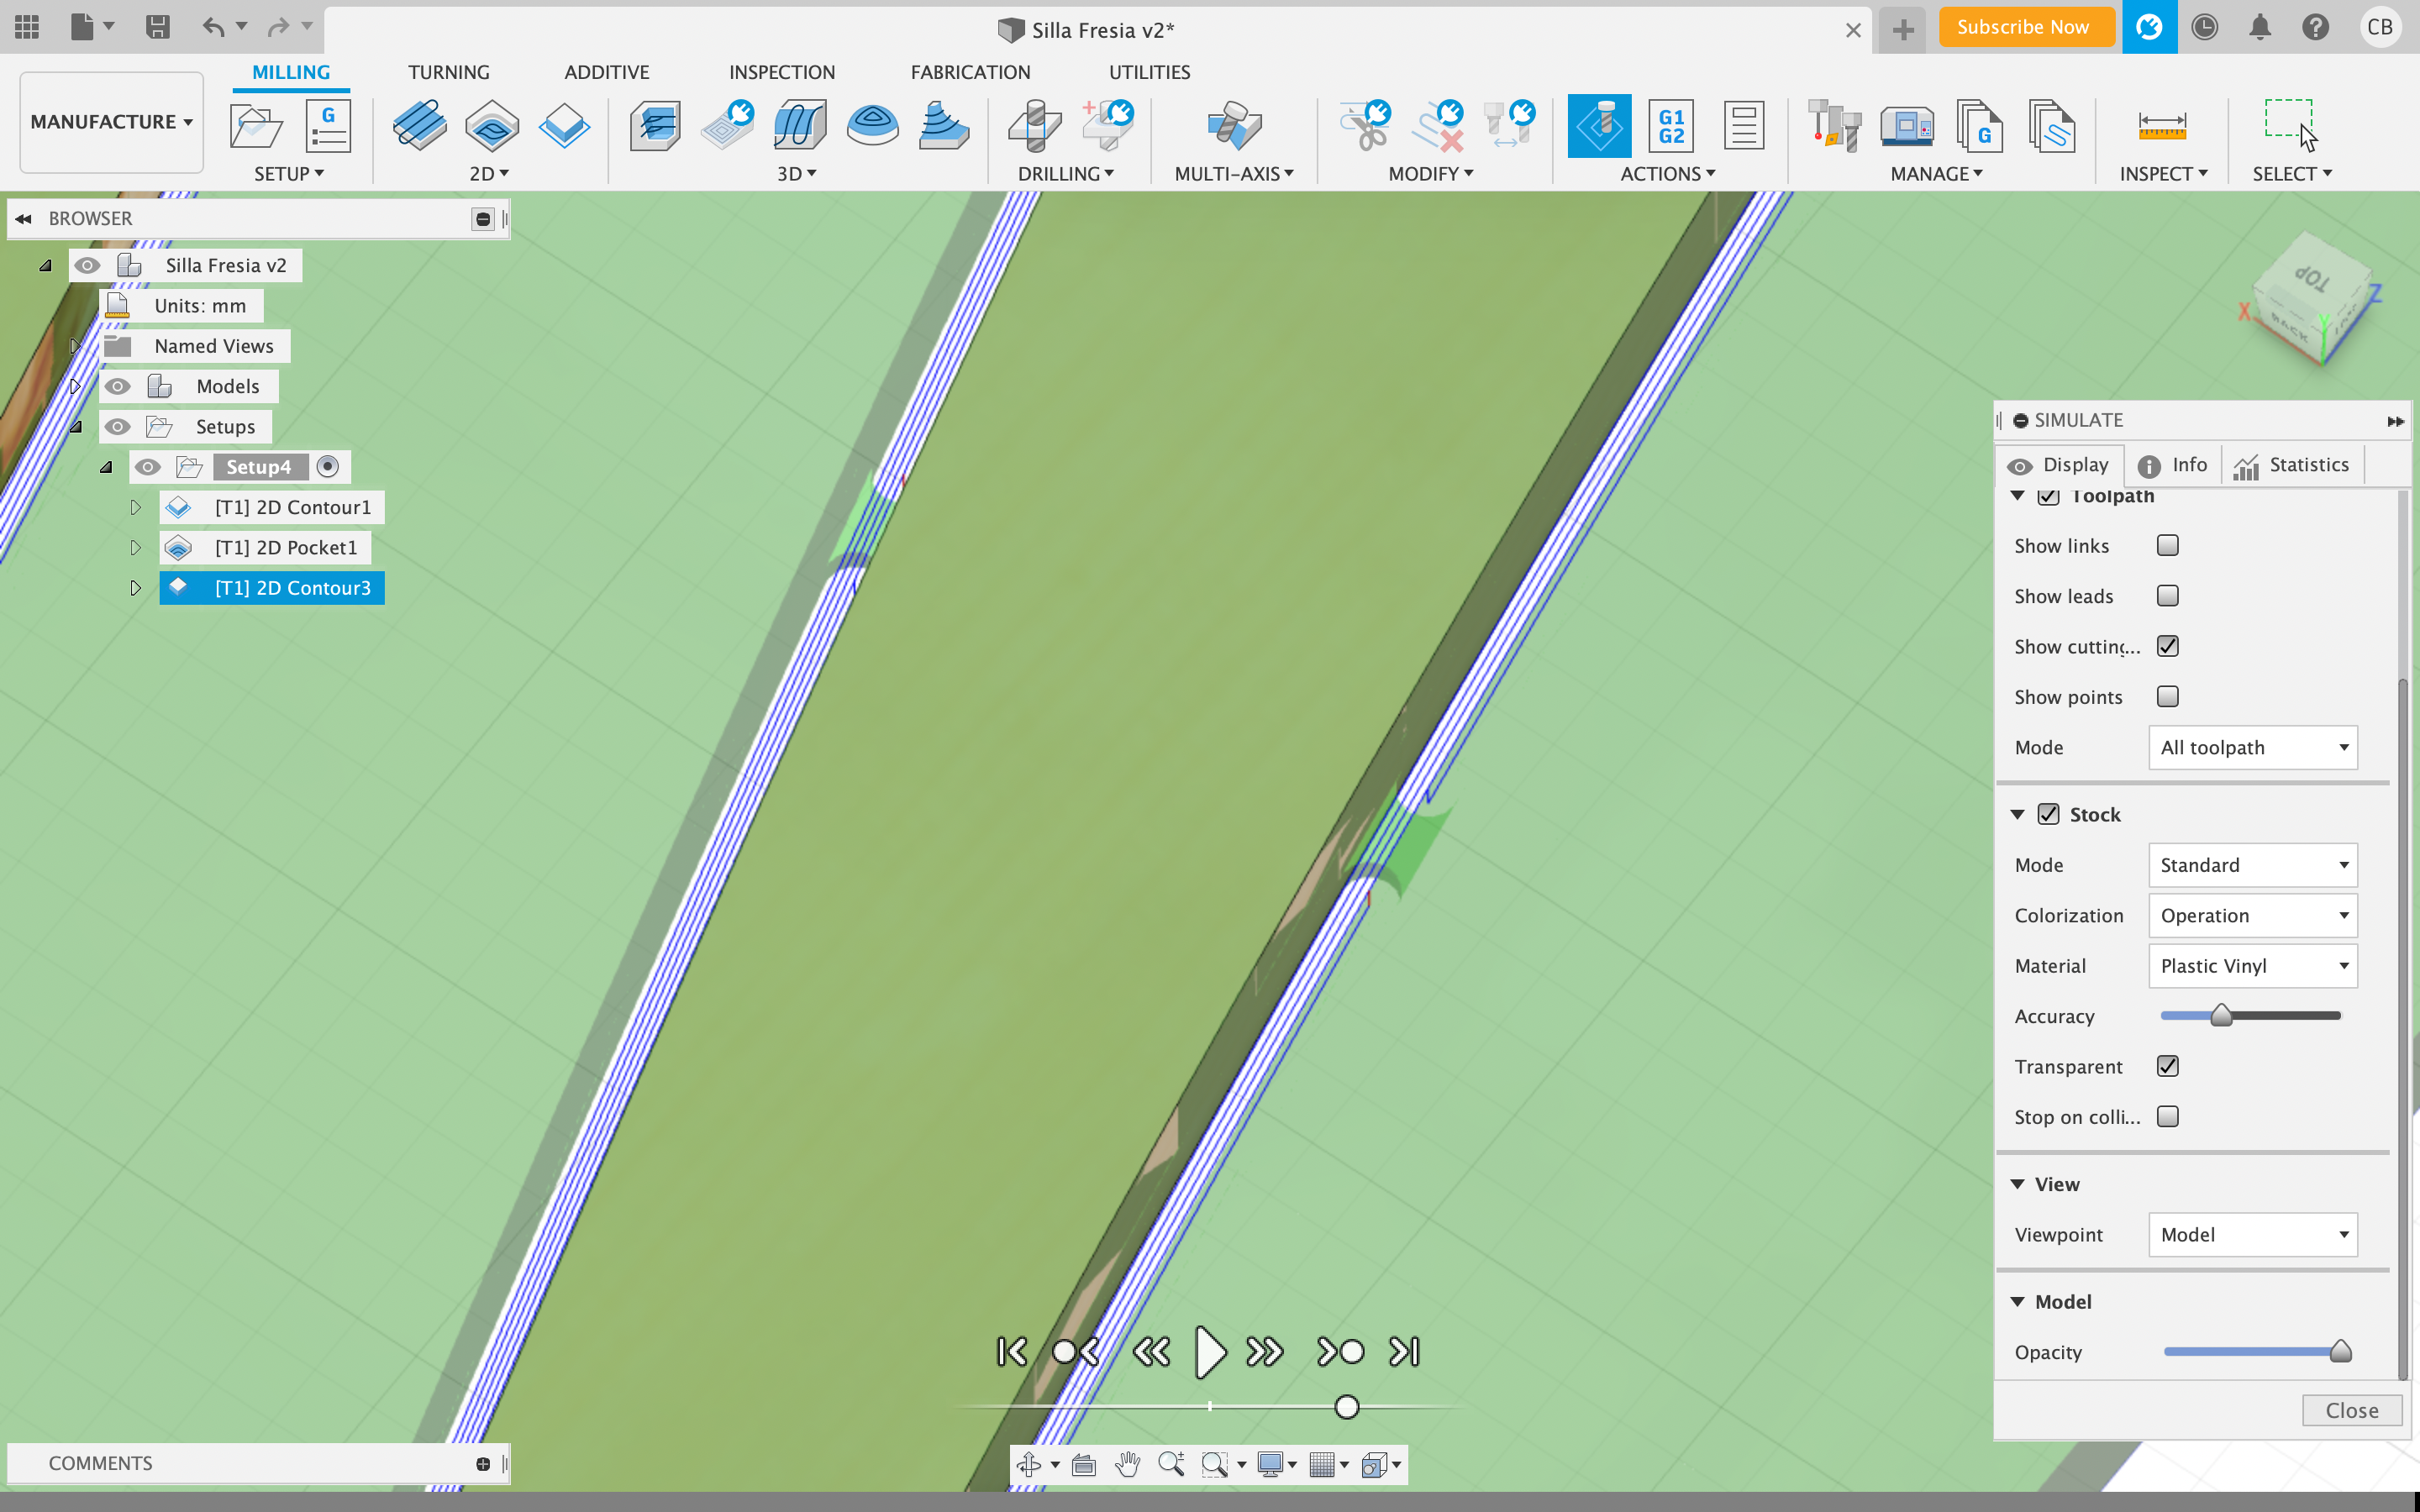 Silla Fresia v2*
Subscribe Now
CB
MANUFACTURE
MILLING
TURNING
ADDITIVE
INSPECTION
FABRICATION
UTILITIES
G
G1
G2
G
SETUP
2D
3D
DRILLING
MULTI-AXIS
MODIFY
ACTIONS
MANAGE
INSPECT
SELECT
BROWSER
Silla Fresia v2
Units: mm
Named Views
Models
Setups
Setup4
[T1] 2D Contour1
[T1] 2D Pocket1
[T1] 2D Contour3
TOP
BACK
X
Y
Z
SIMULATE
Display
Info
Statistics
Toolpath
Show links
Show leads
Show cutting...
Show points
Mode
All toolpath
Stock
Mode
Standard
Colorization
Operation
Material
Plastic Vinyl
Accuracy
Transparent
Stop on colli...
View
Viewpoint
Model
Model
Opacity
Close
COMMENTS